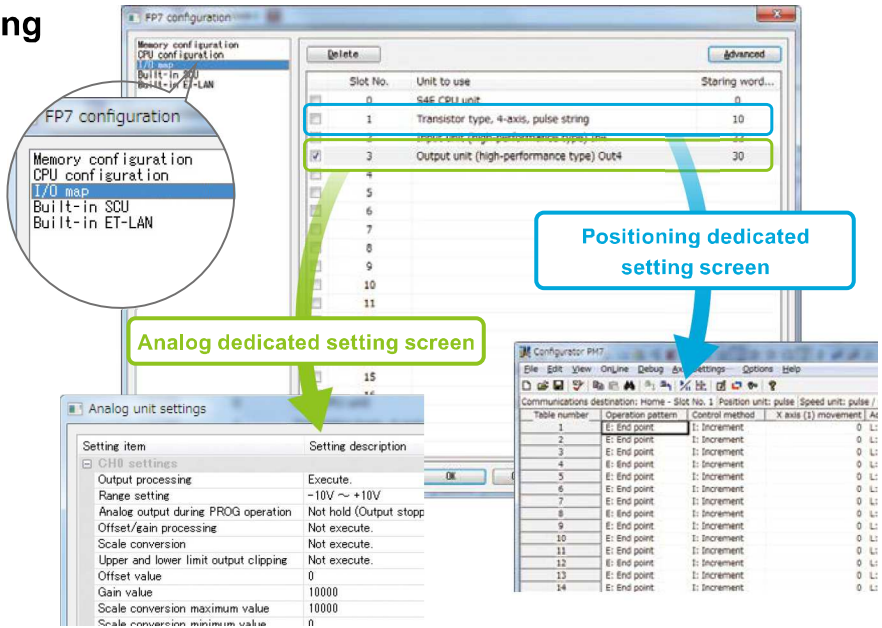 ng
FP7 configuration
Memory configuration
CPU configuration
I/O map
Built-in SCU
Built-in ET-LAN
Delete
Advanced
Slot No. Unit to use Staring word...
0 S4E CPU unit 0
1 Transistor type, 4-axis, pulse string 10
3 Output unit (high-performance type) Out4 30
4
5
6
7
8
9
10
11
15
16
FP7 configuration
Memory configuration
CPU configuration
I/O map
Built-in SCU
Built-in ET-LAN
Positioning dedicated
setting screen
Analog dedicated setting screen
OK
Analog unit settings
Setting item Setting description
CH0 settings
Output processing Execute.
Range setting -10V ~ +10V
Analog output during PROG operation Not hold (Output stopp
Offset/gain processing Not execute.
Scale conversion Not execute.
Upper and lower limit output clipping Not execute.
Offset value 0
Gain value 10000
Scale conversion maximum value 10000
Scale conversion minimum value 0
Configurator PM7
File Edit View OnLine Debug Axis Settings Options Help
Communications destination: Home - Slot No. 1 Position unit: pulse Speed unit: pulse /
Table number Operation pattern Control method X axis (1) movement Ac
1 E: End point I: Increment 0 L:
2 E: End point I: Increment 0 L:
3 E: End point I: Increment 0 L:
4 E: End point I: Increment 0 L:
5 E: End point I: Increment 0 L:
6 E: End point I: Increment 0 L:
7 E: End point I: Increment 0 L:
8 E: End point I: Increment 0 L:
9 E: End point I: Increment 0 L:
10 E: End point I: Increment 0 L:
11 E: End point I: Increment 0 L:
12 E: End point I: Increment 0 L:
13 E: End point I: Increment 0 L:
14 E: End point I: Increment 0 L: